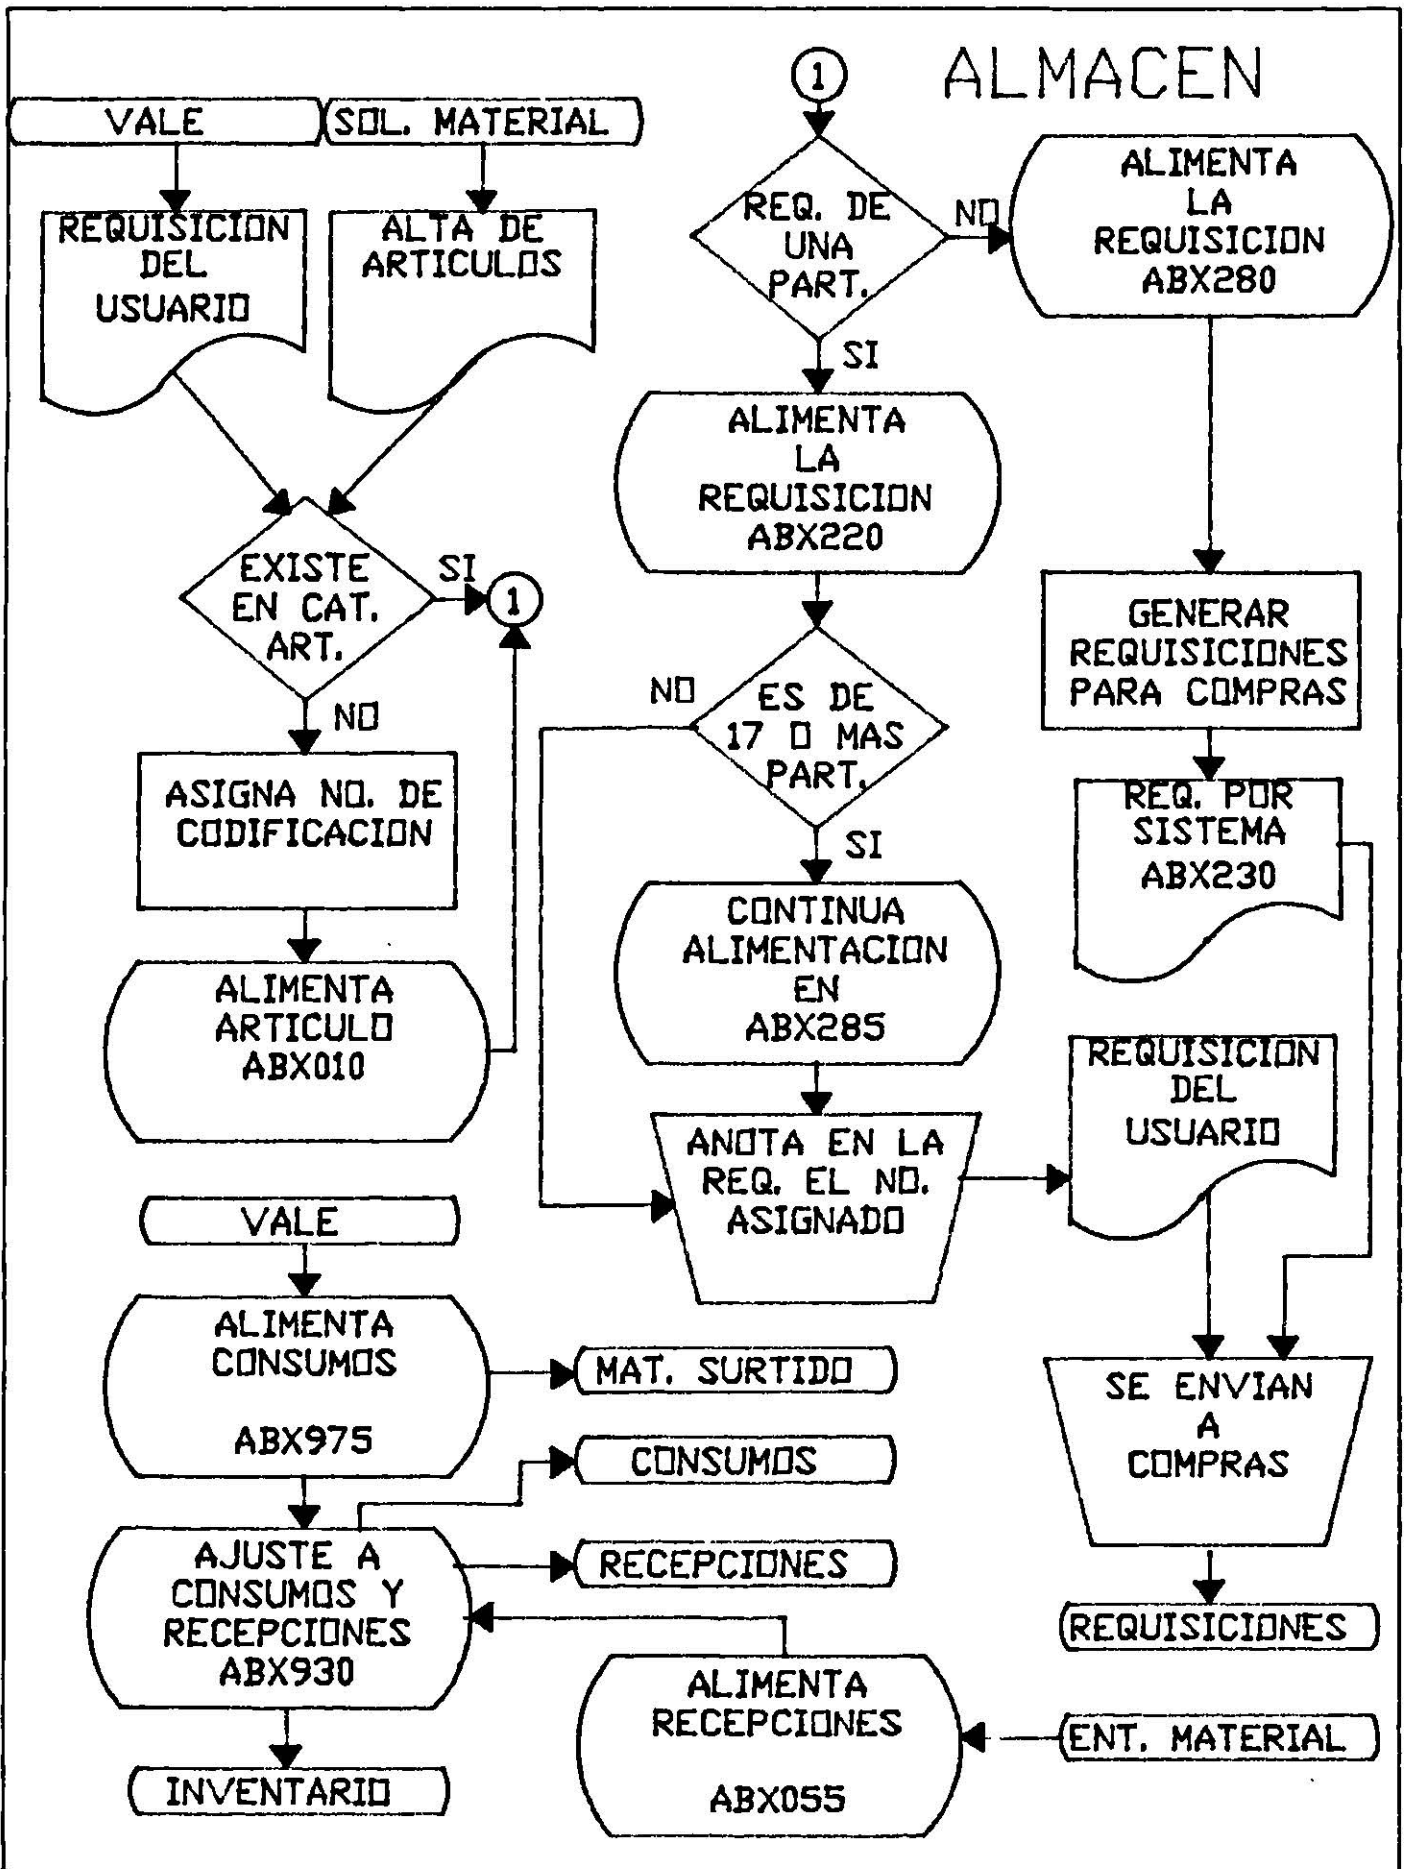 ALMACEN
VALE
SOL. MATERIAL
REQUISICION
DEL
USUARIO
ALTA DE
ARTICULOS
EXISTE
EN CAT.
ART.
SI
1
NO
ASIGNA NO. DE
CODIFICACION
ALIMENTA
ARTICULO
ABX010
1
REQ. DE
UNA
PART.
NO
ALIMENTA
LA
REQUISICION
ABX280
SI
ALIMENTA
LA
REQUISICION
ABX220
ES DE
17 O MAS
PART.
NO
SI
CONTINUA
ALIMENTACION
EN
ABX285
ANOTA EN LA
REQ. EL NO.
ASIGNADO
GENERAR
REQUISICIONES
PARA COMPRAS
REQ. POR
SISTEMA
ABX230
REQUISICION
DEL
USUARIO
SE ENVIAN
A
COMPRAS
REQUISICIONES
VALE
ALIMENTA
CONSUMOS
ABX975
MAT. SURTIDO
CONSUMOS
RECEPCIONES
AJUSTE A
CONSUMOS Y
RECEPCIONES
ABX930
INVENTARIO
ALIMENTA
RECEPCIONES
ABX055
ENT. MATERIAL